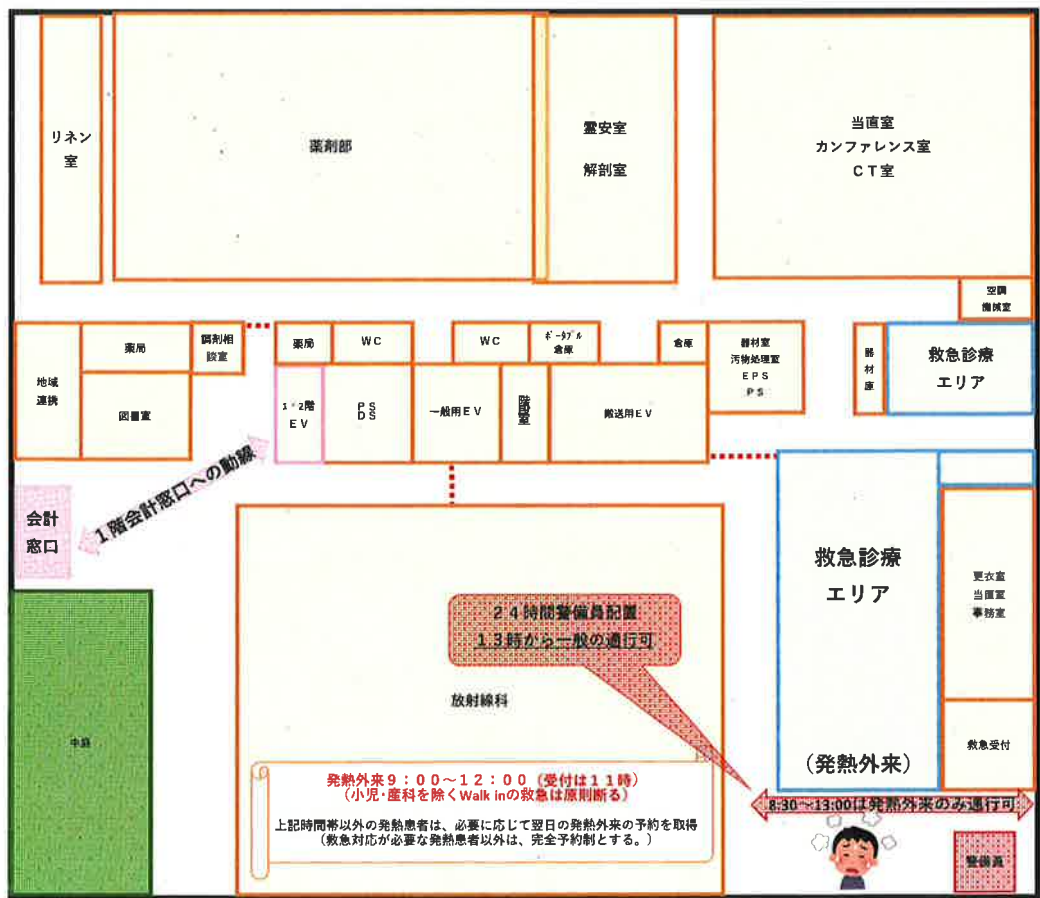 リネン
室
薬剤部
霊安室
解剖室
当直室
カンファレンス室
ＣＴ室
空調
機械室
地域
連携
薬局
図書室
調剤相
談室
薬局
ＷＣ
ＷＣ
ﾎﾟｰﾀﾌﾞﾙ
倉庫
倉庫
器材室
汚物処理室
ＥＰＳ
ＰＳ
器
材
庫
救急診療
エリア
1・2階
ＥＶ
ＰＳ
ＤＳ
一般用ＥＶ
階段室
搬送用ＥＶ
１階会計窓口への動線
会計
窓口
中庭
救急診療
エリア
(発熱外来)
更衣室
当直室
事務室
救急受付
２４時間警備員配置
１３時から一般の通行可
放射線科
発熱外来９：００～１２：００（受付は１１時）
（小児・産科を除くWalk inの救急は原則断る）
上記時間帯以外の発熱患者は、必要に応じて翌日の発熱外来の予約を取得
（救急対応が必要な発熱患者以外は、完全予約制とする。）
8:30～13:00は発熱外来のみ通行可
警備員